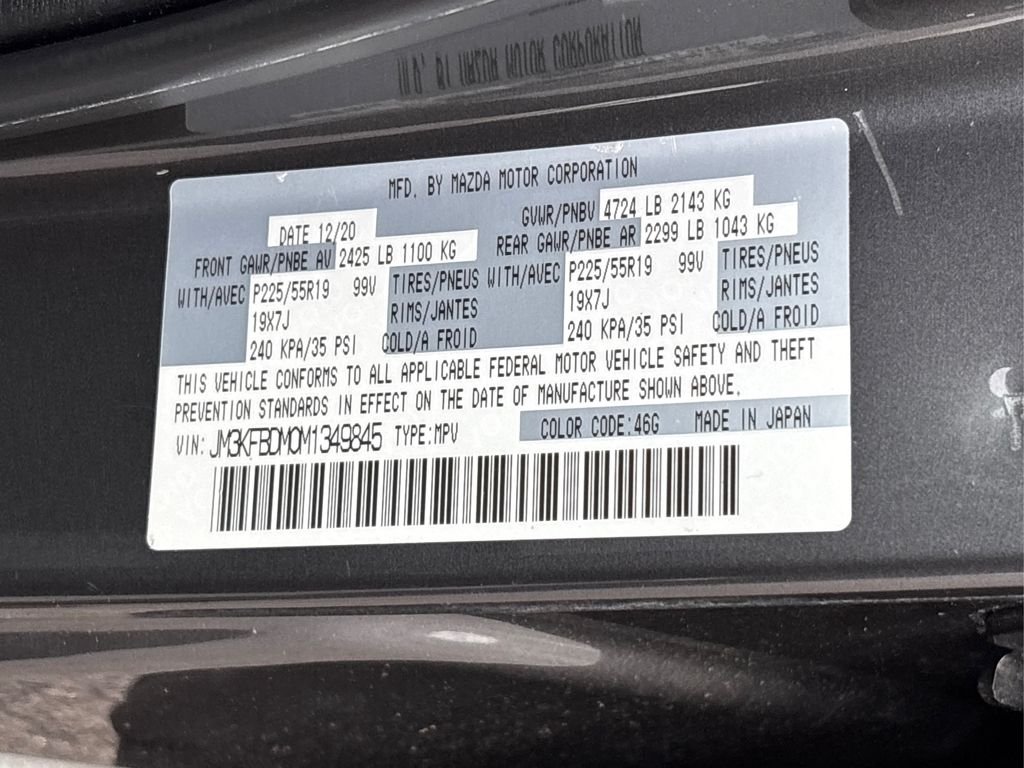 MFD. BY MAZDA MOTOR CORPORATION
DATE 12/20 GVWR/PNBV 4724 LB 2143 KG
FRONT GAWR/PNBE AV 2425 LB 1100 KG REAR GAWR/PNBE AR 2299 LB 1043 KG
WITH/AVEC P225/55R19 99V TIRES/PNEUS WITH/AVEC P225/55R19 99V TIRES/PNEUS
19X7J RIMS/JANTES 19X7J RIMS/JANTES
240 KPA/35 PSI COLD/A FROID 240 KPA/35 PSI COLD/A FROID
THIS VEHICLE CONFORMS TO ALL APPLICABLE FEDERAL MOTOR VEHICLE SAFETY AND THEFT
PREVENTION STANDARDS IN EFFECT ON THE DATE OF MANUFACTURE SHOWN ABOVE.
VIN: JM3KFBDM0M1349845 TYPE:MPV COLOR CODE:46G MADE IN JAPAN